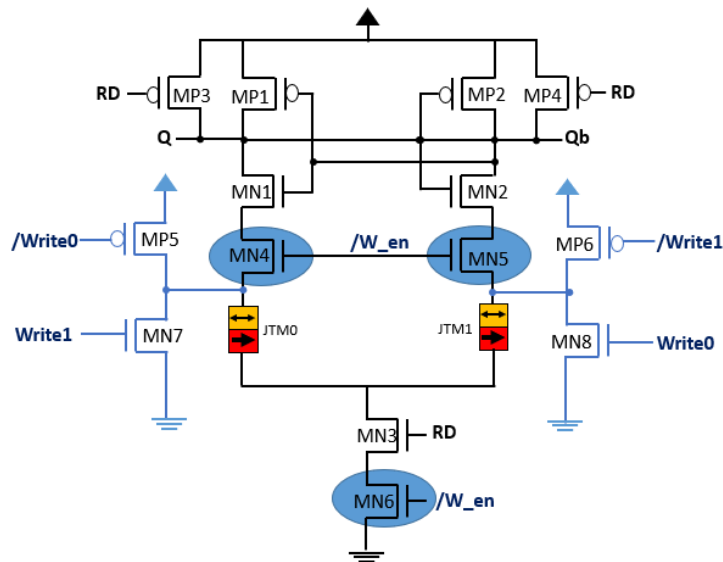 RD
MP3
MP1
MP2
MP4
RD
Q
Qb
MN1
MN2
/Write0
MP5
MN4
/W_en
MN5
MP6
/Write1
Write1
MN7
JTM0
JTM1
MN8
Write0
MN3
RD
MN6
/W_en